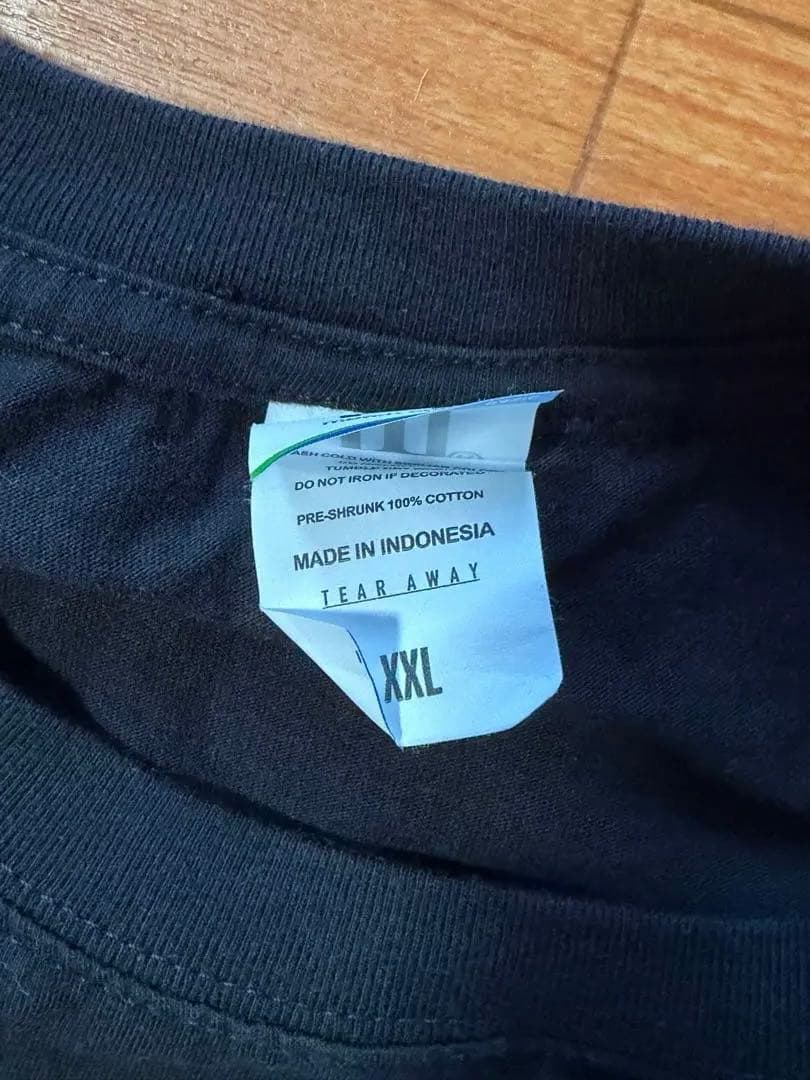 DO NOT IRON IF DECORATED
PRE-SHRUNK 100% COTTON
MADE IN INDONESIA
TEAR AWAY
XXL